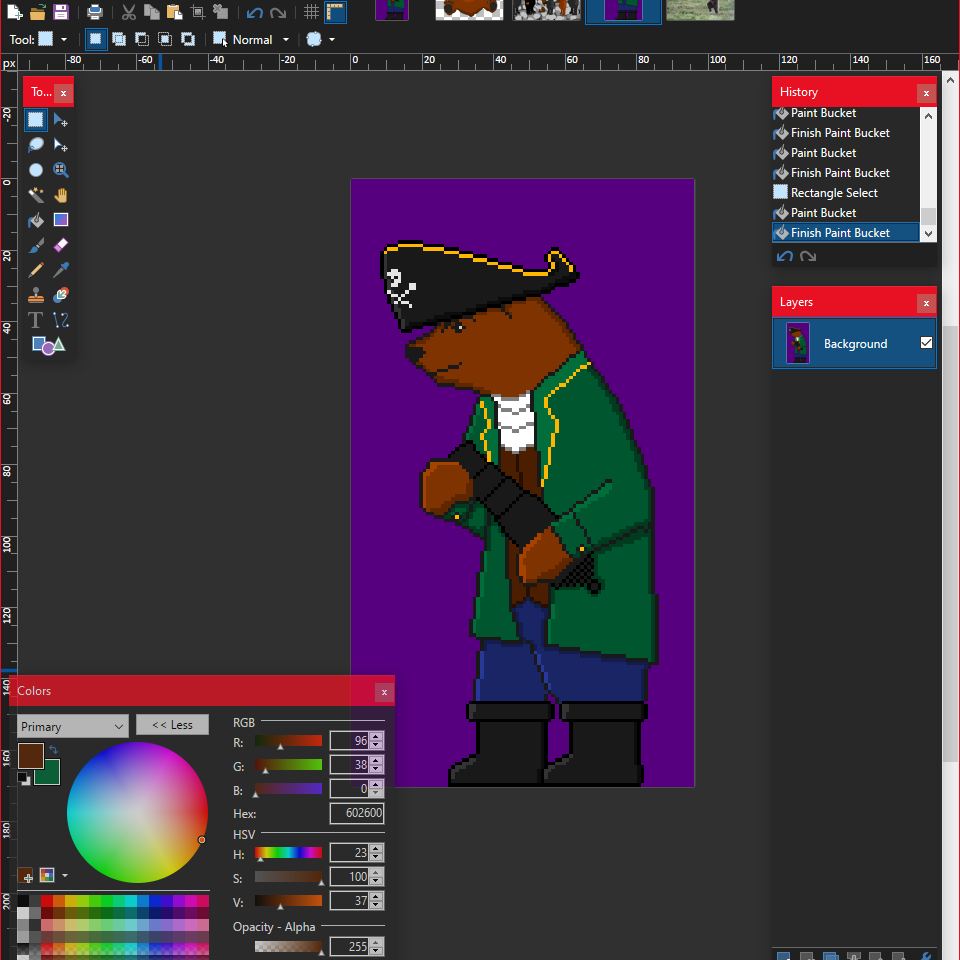 Tool: Normal
px -80 -60 -40 -20 0 20 40 60 80 100 120 140 160
-20
0
20
40
60
80
100
120
140
160
180
200
To... x
History x
Paint Bucket
Finish Paint Bucket
Paint Bucket
Finish Paint Bucket
Rectangle Select
Paint Bucket
Finish Paint Bucket
T
Layers x
Background
Colors x
Primary << Less
RGB
R: 96
G: 38
B: 0
Hex: 602600
HSV
H: 23
S: 100
V: 37
Opacity - Alpha
255